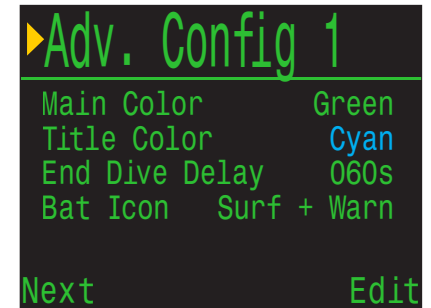 Adv. Config 1
Main Color Green
Title Color Cyan
End Dive Delay 060s
Bat Icon Surf + Warn
Next Edit